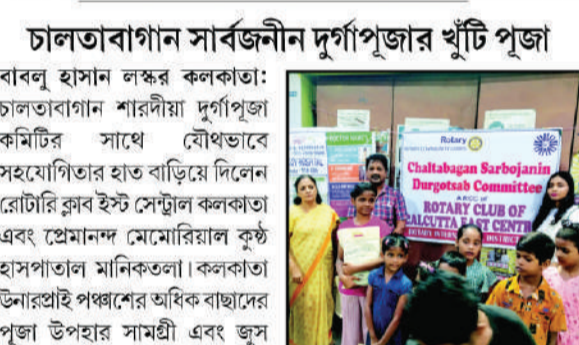 চালতাবাগান সার্বজনীন দুর্গাপূজার খুঁটি পূজা
বাবলু হাসান লস্কর কলকাতা:
চালতাবাগান শারদীয়া দুর্গাপূজা
কমিটির সাথে যৌথভাবে
সহযোগিতার হাত বাড়িয়ে দিলেন
রোটারি ক্লাব ইস্ট সেন্ট্রাল কলকাতা
এবং প্রেমানন্দ মেমোরিয়াল কুষ্ঠ
হাসপাতাল মানিকতলা। কলকাতা
উনারপ্রাই পঞ্চাশের অধিক বাছাদের
পূজা উপহার সামগ্রী এবং জুস
Rotary
Chaltabagan Sarbojanin
Durgotsab Committee
ROTARY CLUB OF
CALCUTTA EAST CENTR